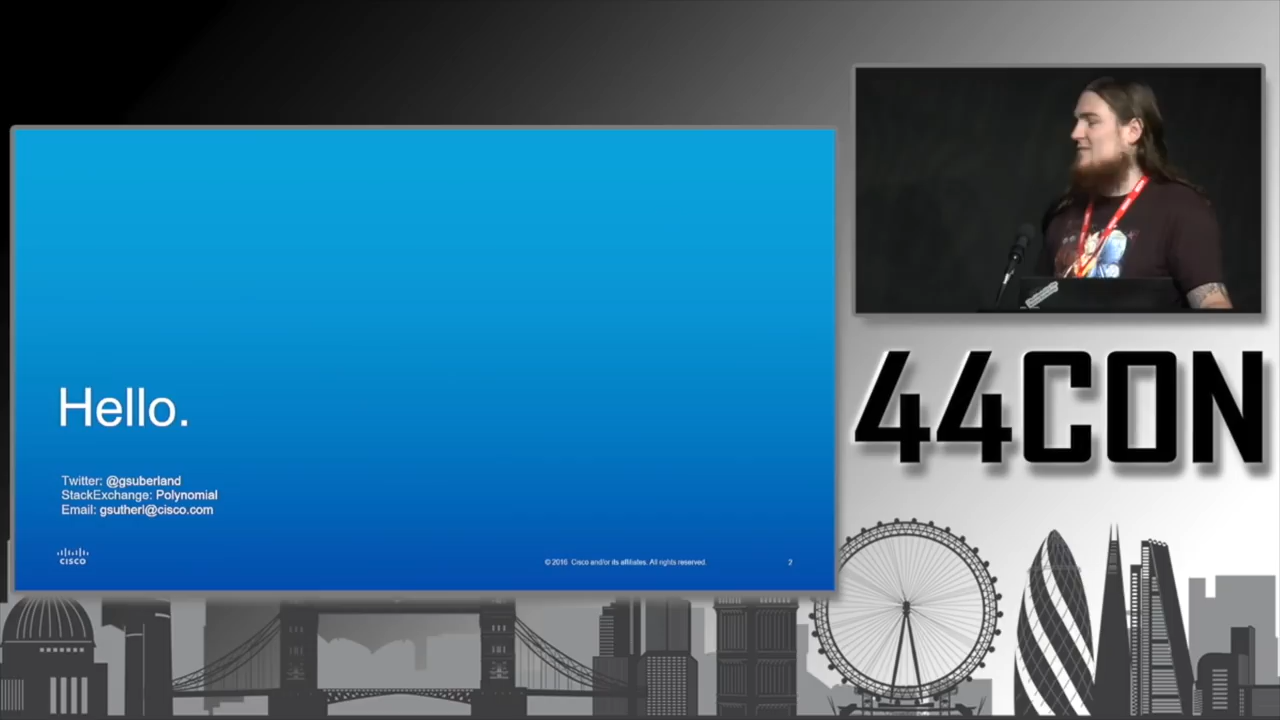 Hello.
Twitter: @gsuberland
StackExchange: Polynomial
Email: gsutherl@cisco.com
CISCO
© 2016 Cisco and/or its affiliates. All rights reserved.
2
44CON